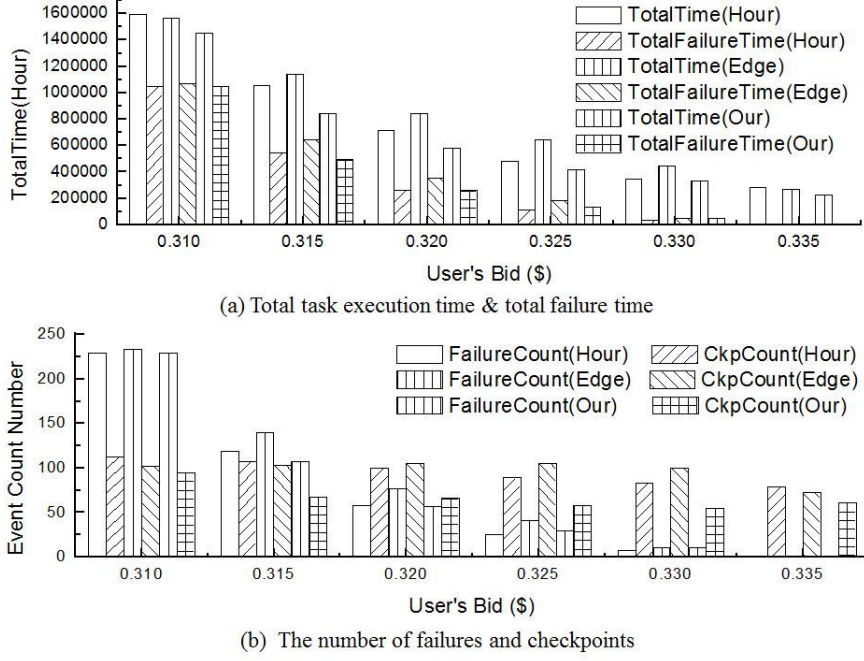 1600000
1400000
1200000
1000000
800000
600000
400000
200000
0
TotalTime(Hour)
TotalTime(Hour)
TotalFailureTime(Hour)
TotalTime(Edge)
TotalFailureTime(Edge)
TotalTime(Our)
TotalFailureTime(Our)
0.310 0.315 0.320 0.325 0.330 0.335
User's Bid ($)
(a) Total task execution time & total failure time
250
200
150
100
50
0
Event Count Number
FailureCount(Hour) CkpCount(Hour)
FailureCount(Edge) CkpCount(Edge)
FailureCount(Our) CkpCount(Our)
0.310 0.315 0.320 0.325 0.330 0.335
User's Bid ($)
(b) The number of failures and checkpoints